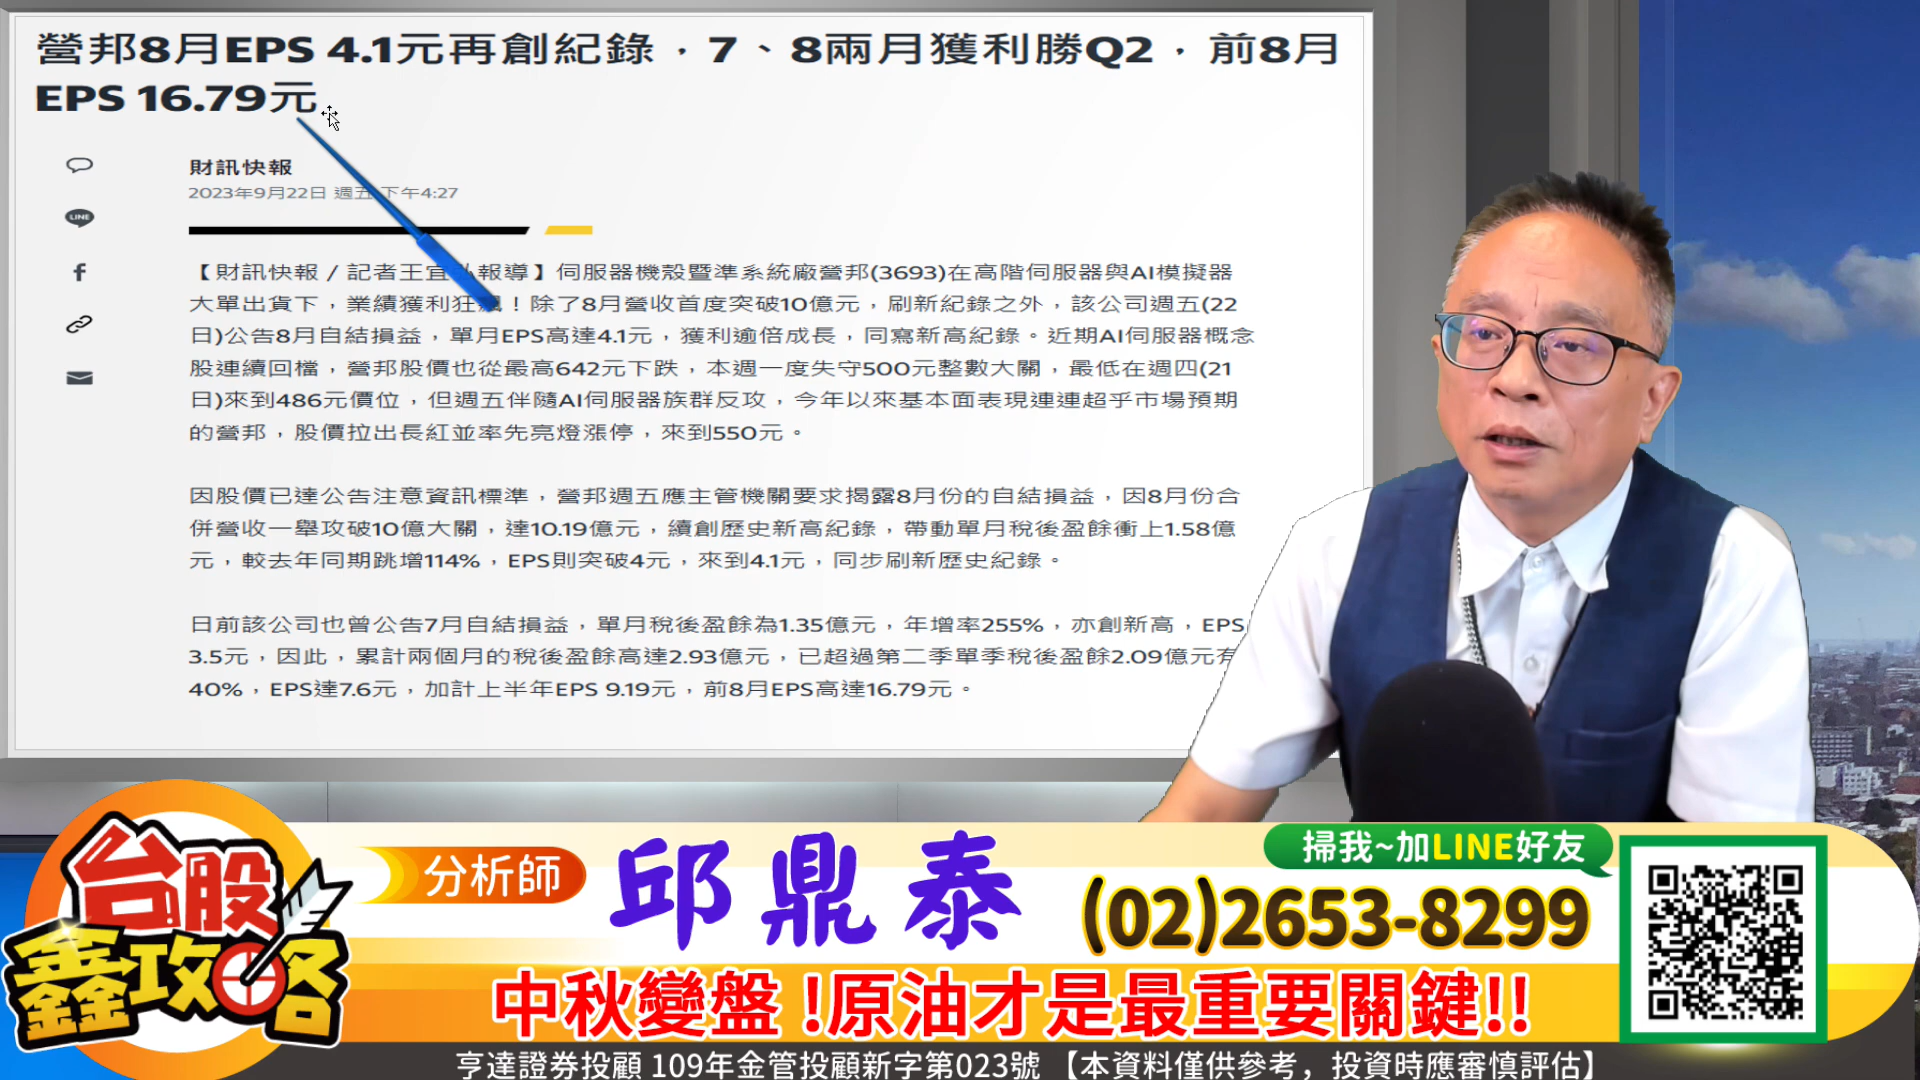 營邦8月EPS 4.1元再創紀錄，7、8兩月獲利勝Q2，前8月
EPS 16.79元
財訊快報
2023年9月22日 週五 下午4:27
LINE
【財訊快報／記者王宜弘報導】伺服器機殼暨準系統廠營邦(3693)在高階伺服器與AI模擬器
大單出貨下，業績獲利狂飆！除了8月營收首度突破10億元，刷新紀錄之外，該公司週五(22
日)公告8月自結損益，單月EPS高達4.1元，獲利逾倍成長，同寫新高紀錄。近期AI伺服器概念
股連續回檔，營邦股價也從最高642元下跌，本週一度失守500元整數大關，最低在週四(21
日)來到486元價位，但週五伴隨AI伺服器族群反攻，今年以來基本面表現連連超乎市場預期
的營邦，股價拉出長紅並率先亮燈漲停，來到550元。
因股價已達公告注意資訊標準，營邦週五應主管機關要求揭露8月份的自結損益，因8月份合
併營收一舉攻破10億大關，達10.19億元，續創歷史新高紀錄，帶動單月稅後盈餘衝上1.58億
元，較去年同期跳增114%，EPS則突破4元，來到4.1元，同步刷新歷史紀錄。
日前該公司也曾公告7月自結損益，單月稅後盈餘為1.35億元，年增率255%，亦創新高，EPS
3.5元，因此，累計兩個月的稅後盈餘高達2.93億元，已超過第二季單季稅後盈餘2.09億元有
40%，EPS達7.6元，加計上半年EPS 9.19元，前8月EPS高達16.79元。
台股
鑫攻略
分析師
邱鼎泰
掃我~加LINE好友
(02)2653-8299
中秋變盤！原油才是最重要關鍵!!
亨達證券投顧 109年金管投顧新字第023號 【本資料僅供參考，投資時應審慎評估】